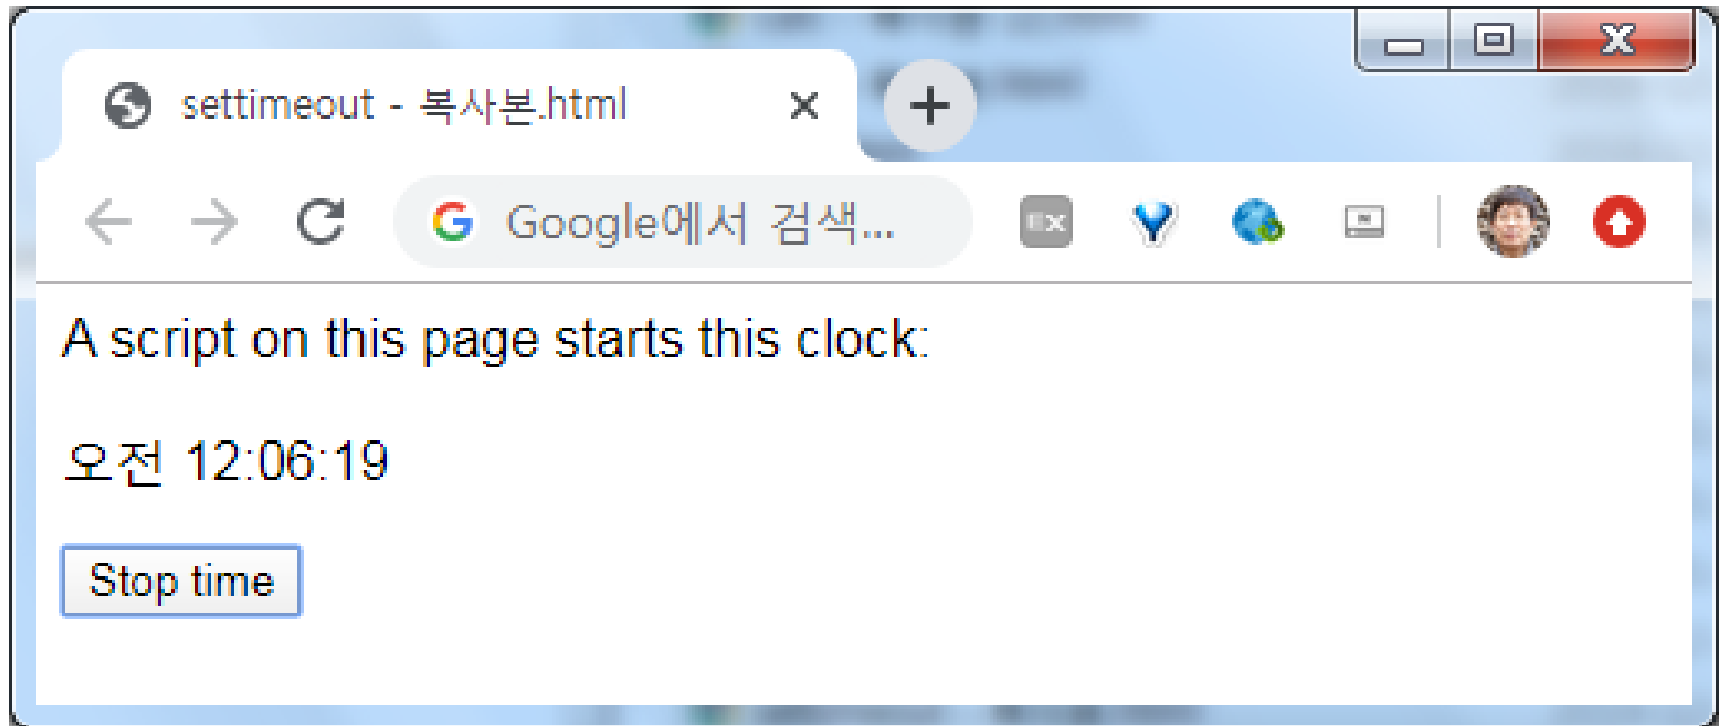 settimeout - 복사본.html
Google에서 검색...
A script on this page starts this clock:
오전 12:06:19
Stop time